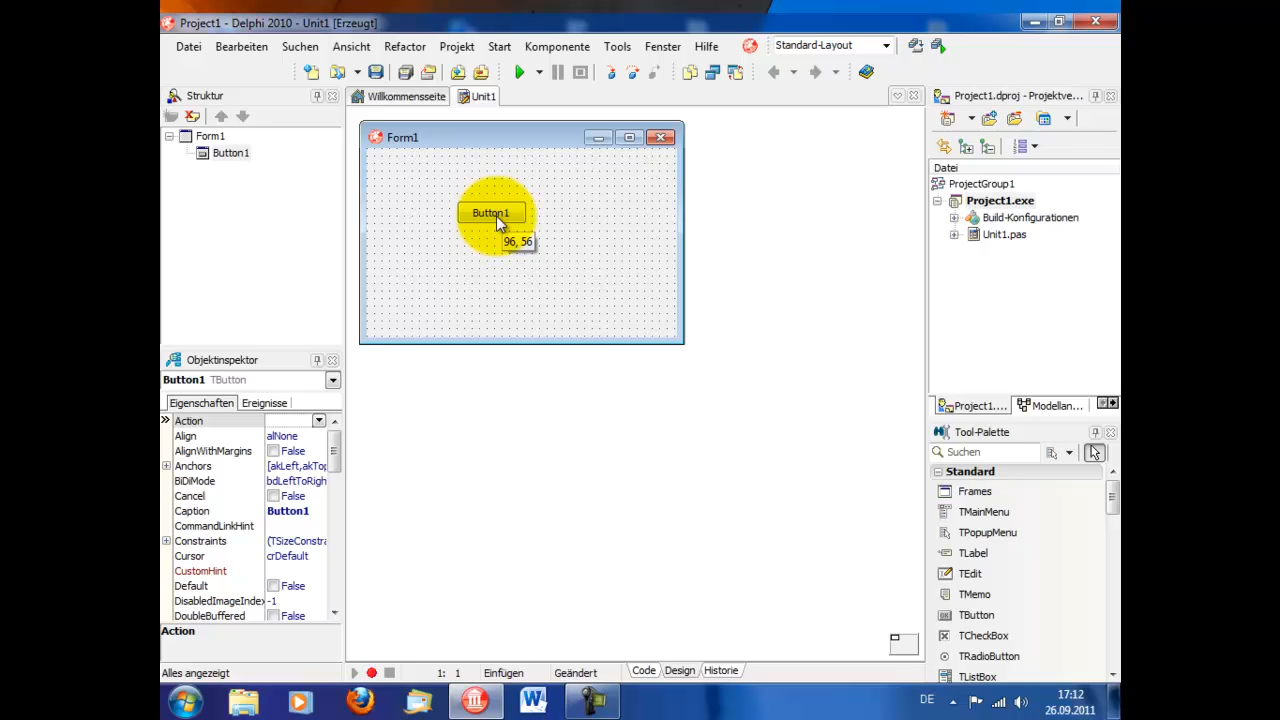 Project1 - Delphi 2010 - Unit1 [Erzeugt]
Datei Bearbeiten Suchen Ansicht Refactor Projekt Start Komponente Tools Fenster Hilfe Standard-Layout
Struktur
Willkommensseite Unit1
Project1.dproj - Projektve...
Form1
Button1
Form1
Button1
96, 56
Datei
ProjectGroup1
Project1.exe
Build-Konfigurationen
Unit1.pas
Project1.... Modellan...
Objektinspektor
Button1 TButton
Eigenschaften Ereignisse
Action
Align alNone
AlignWithMargins False
Anchors [akLeft,akTop
BiDiMode bdLeftToRigh
Cancel False
Caption Button1
CommandLinkHint
Constraints (TSizeConstra
Cursor crDefault
CustomHint
Default False
DisabledImageIndex -1
DoubleBuffered False
Action
Alles angezeigt
Tool-Palette
Suchen
Standard
Frames
TMainMenu
TPopupMenu
TLabel
TEdit
TMemo
TButton
TCheckBox
TRadioButton
TListBox
1: 1 Einfügen Geändert Code Design Historie
DE
17:12
26.09.2011